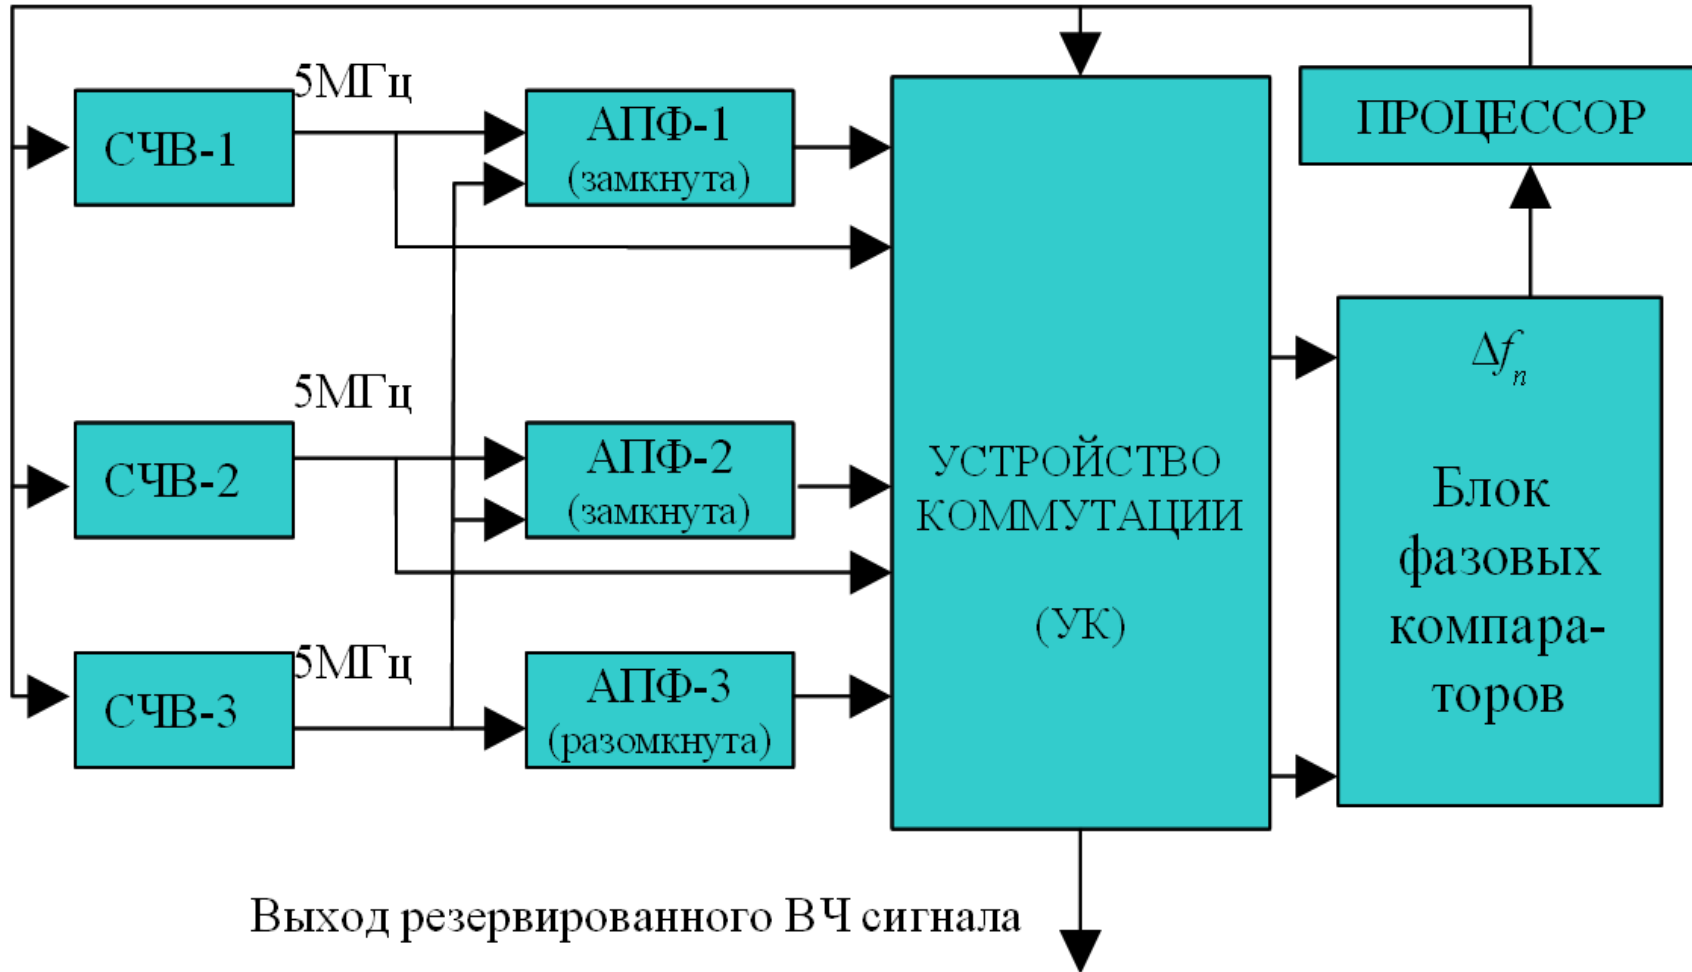 5МГц
СЧВ-1
АПФ-1
(замкнута)
ПРОЦЕССОР
5МГц
СЧВ-2
АПФ-2
(замкнута)
5МГц
СЧВ-3
АПФ-3
(разомкнута)
УСТРОЙСТВО
КОММУТАЦИИ
(УК)
Δfn
Блок
фазовых
компара-
торов
Выход резервированного ВЧ сигнала